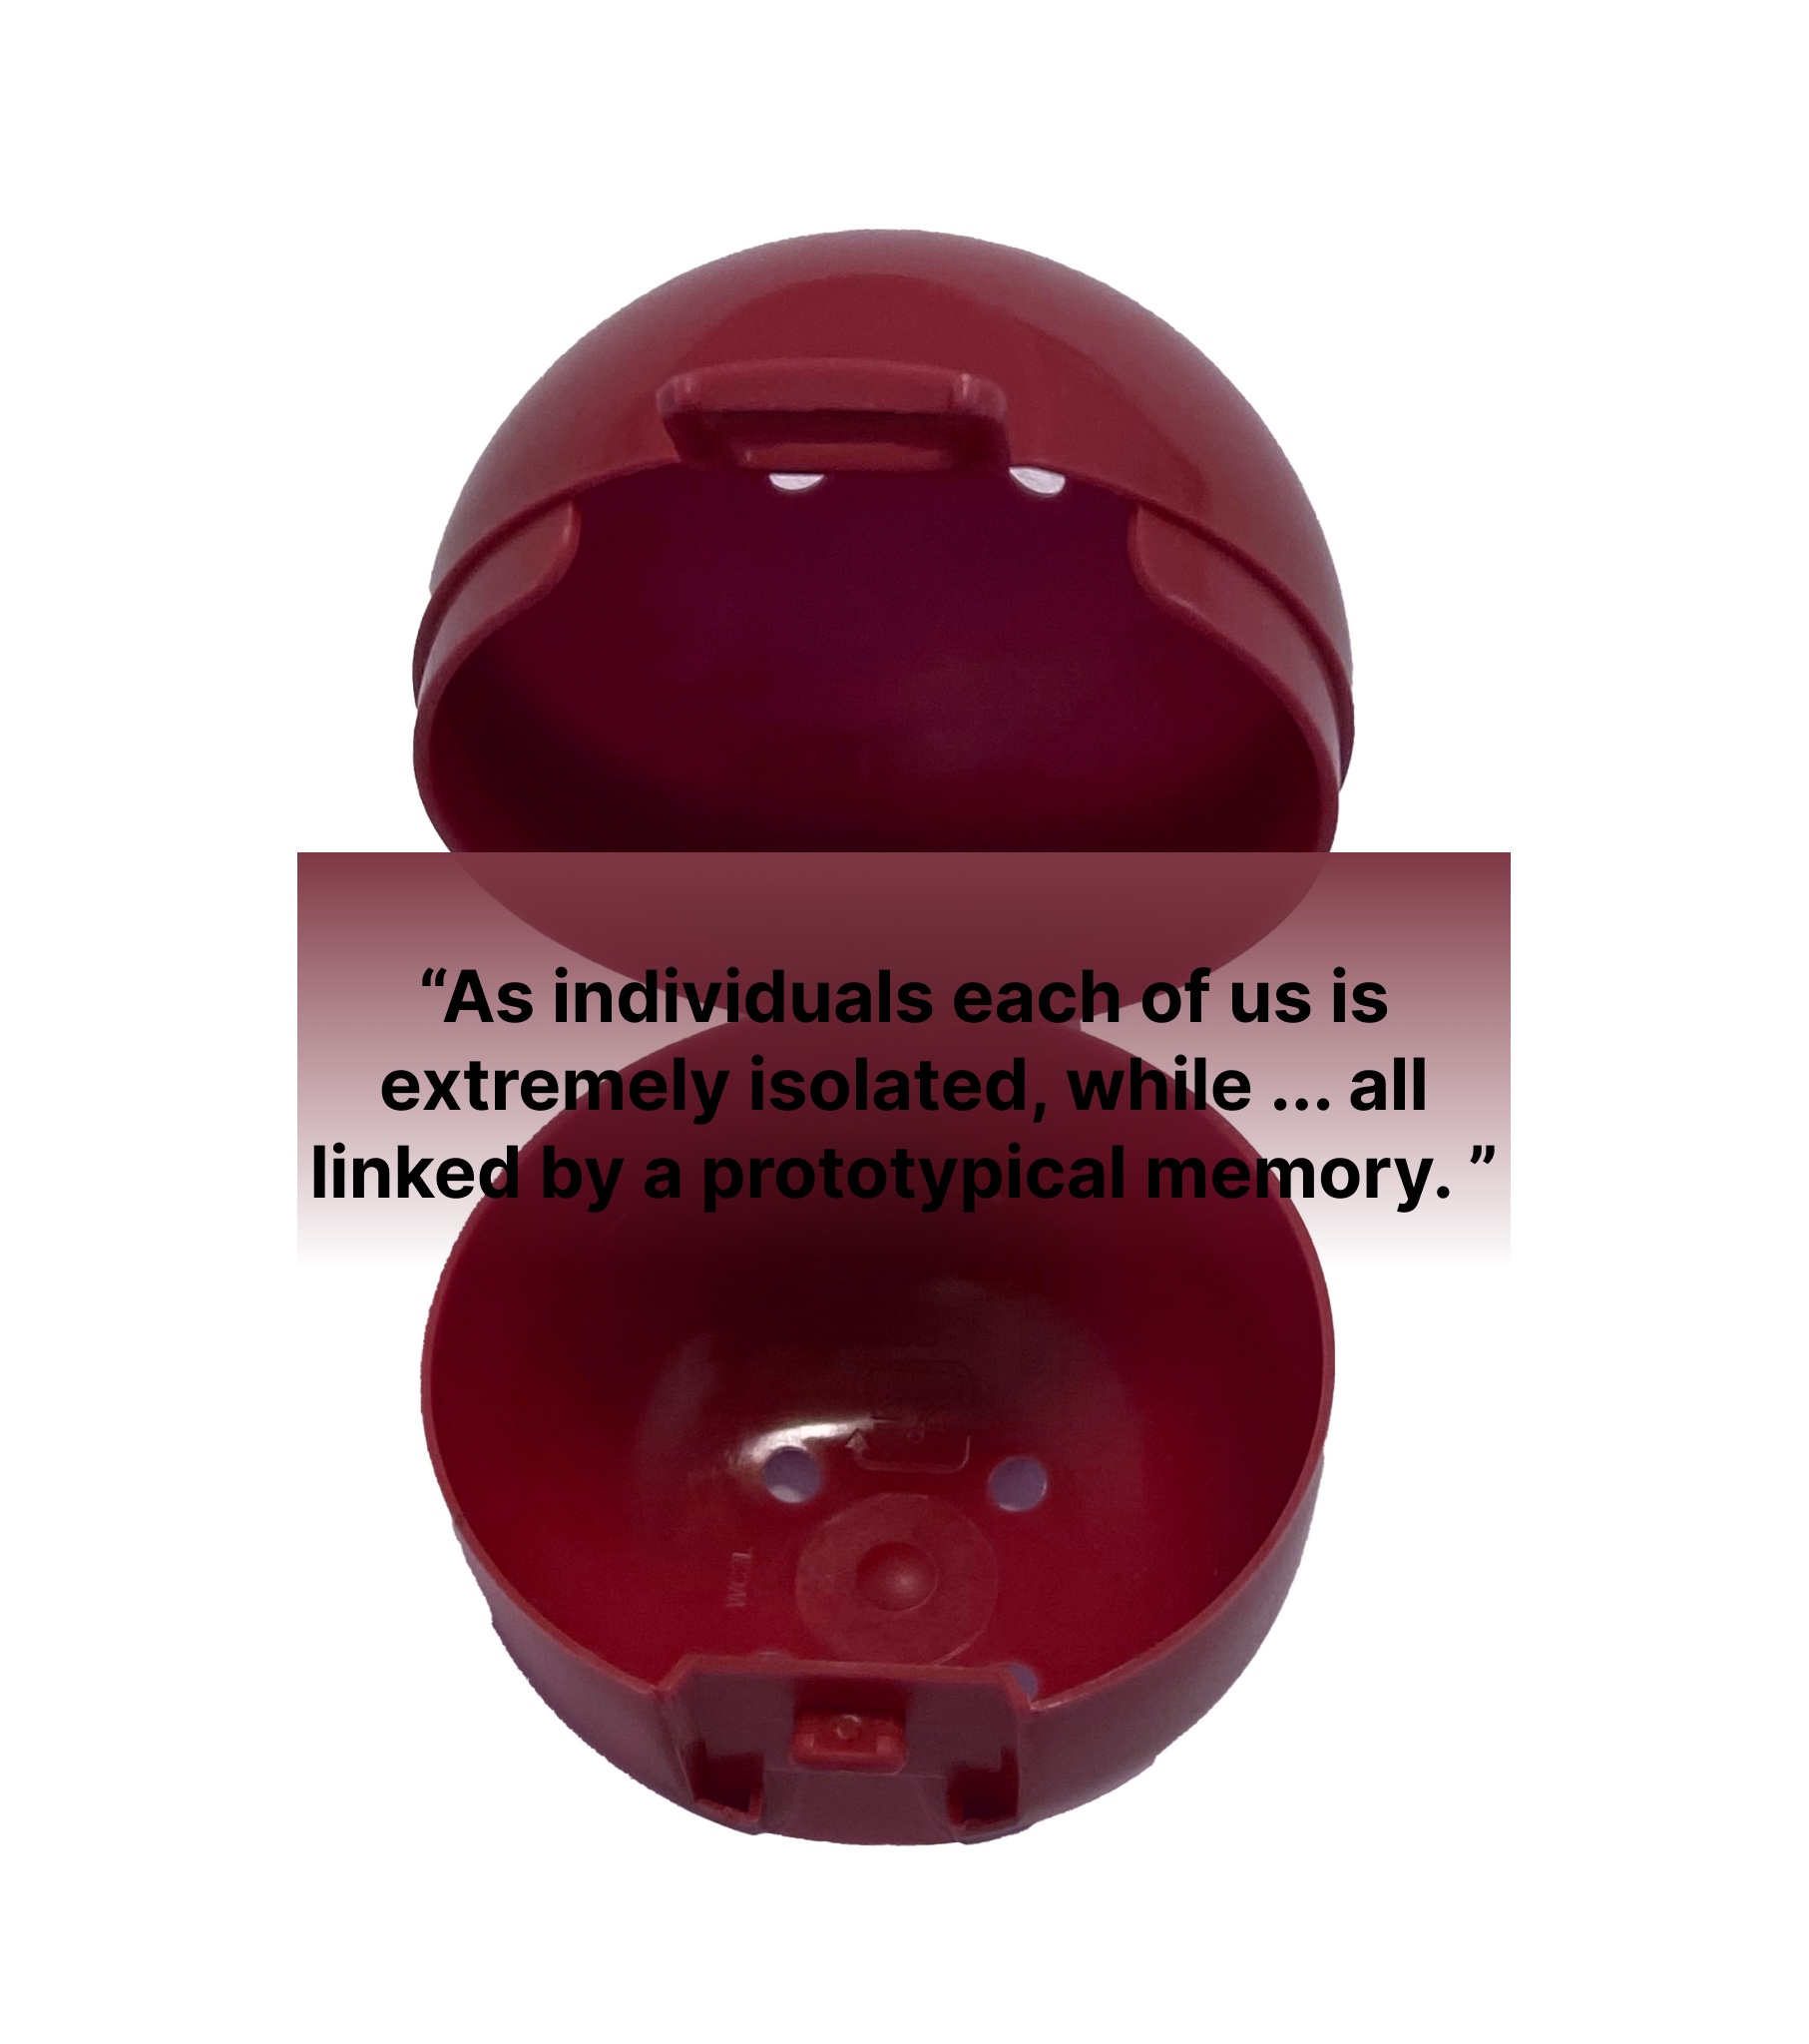 “As individuals each of us is
extremely isolated, while ... all
linked by a prototypical memory. ”